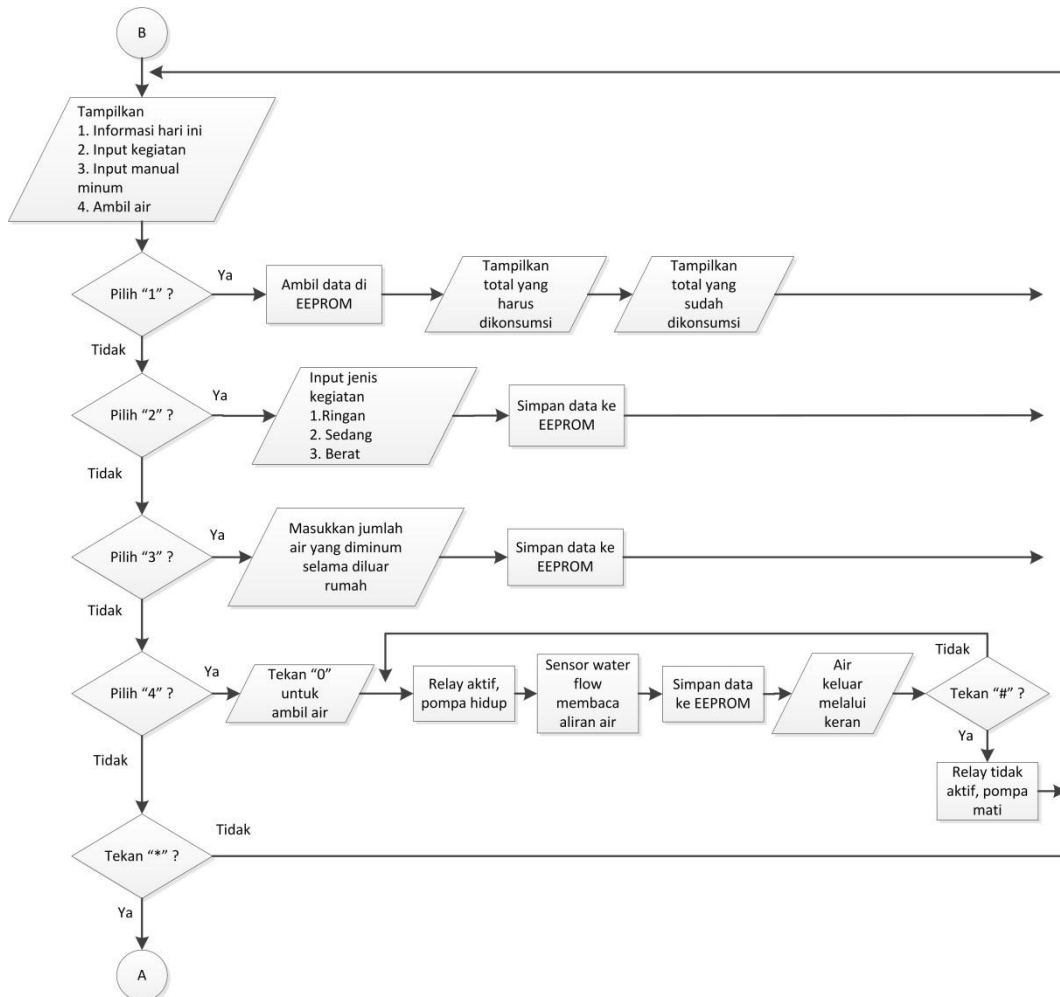 B
Tampilkan
1. Informasi hari ini
2. Input kegiatan
3. Input manual
minum
4. Ambil air
Pilih “1” ?
Ya
Ambil data di
EEPROM
Tampilkan
total yang
harus
dikonsumsi
Tampilkan
total yang
sudah
dikonsumsi
Tidak
Pilih “2” ?
Ya
Input jenis
kegiatan
1.Ringan
2. Sedang
3. Berat
Simpan data ke
EEPROM
Tidak
Pilih “3” ?
Ya
Masukkan jumlah
air yang diminum
selama diluar
rumah
Simpan data ke
EEPROM
Tidak
Pilih “4” ?
Ya
Tekan “0”
untuk
ambil air
Relay aktif,
pompa hidup
Sensor water
flow
membaca
aliran air
Simpan data
ke EEPROM
Air
keluar
melalui
keran
Tidak
Tekan “#” ?
Ya
Relay tidak
aktif, pompa
mati
Tidak
Tekan “*” ?
Tidak
Ya
A